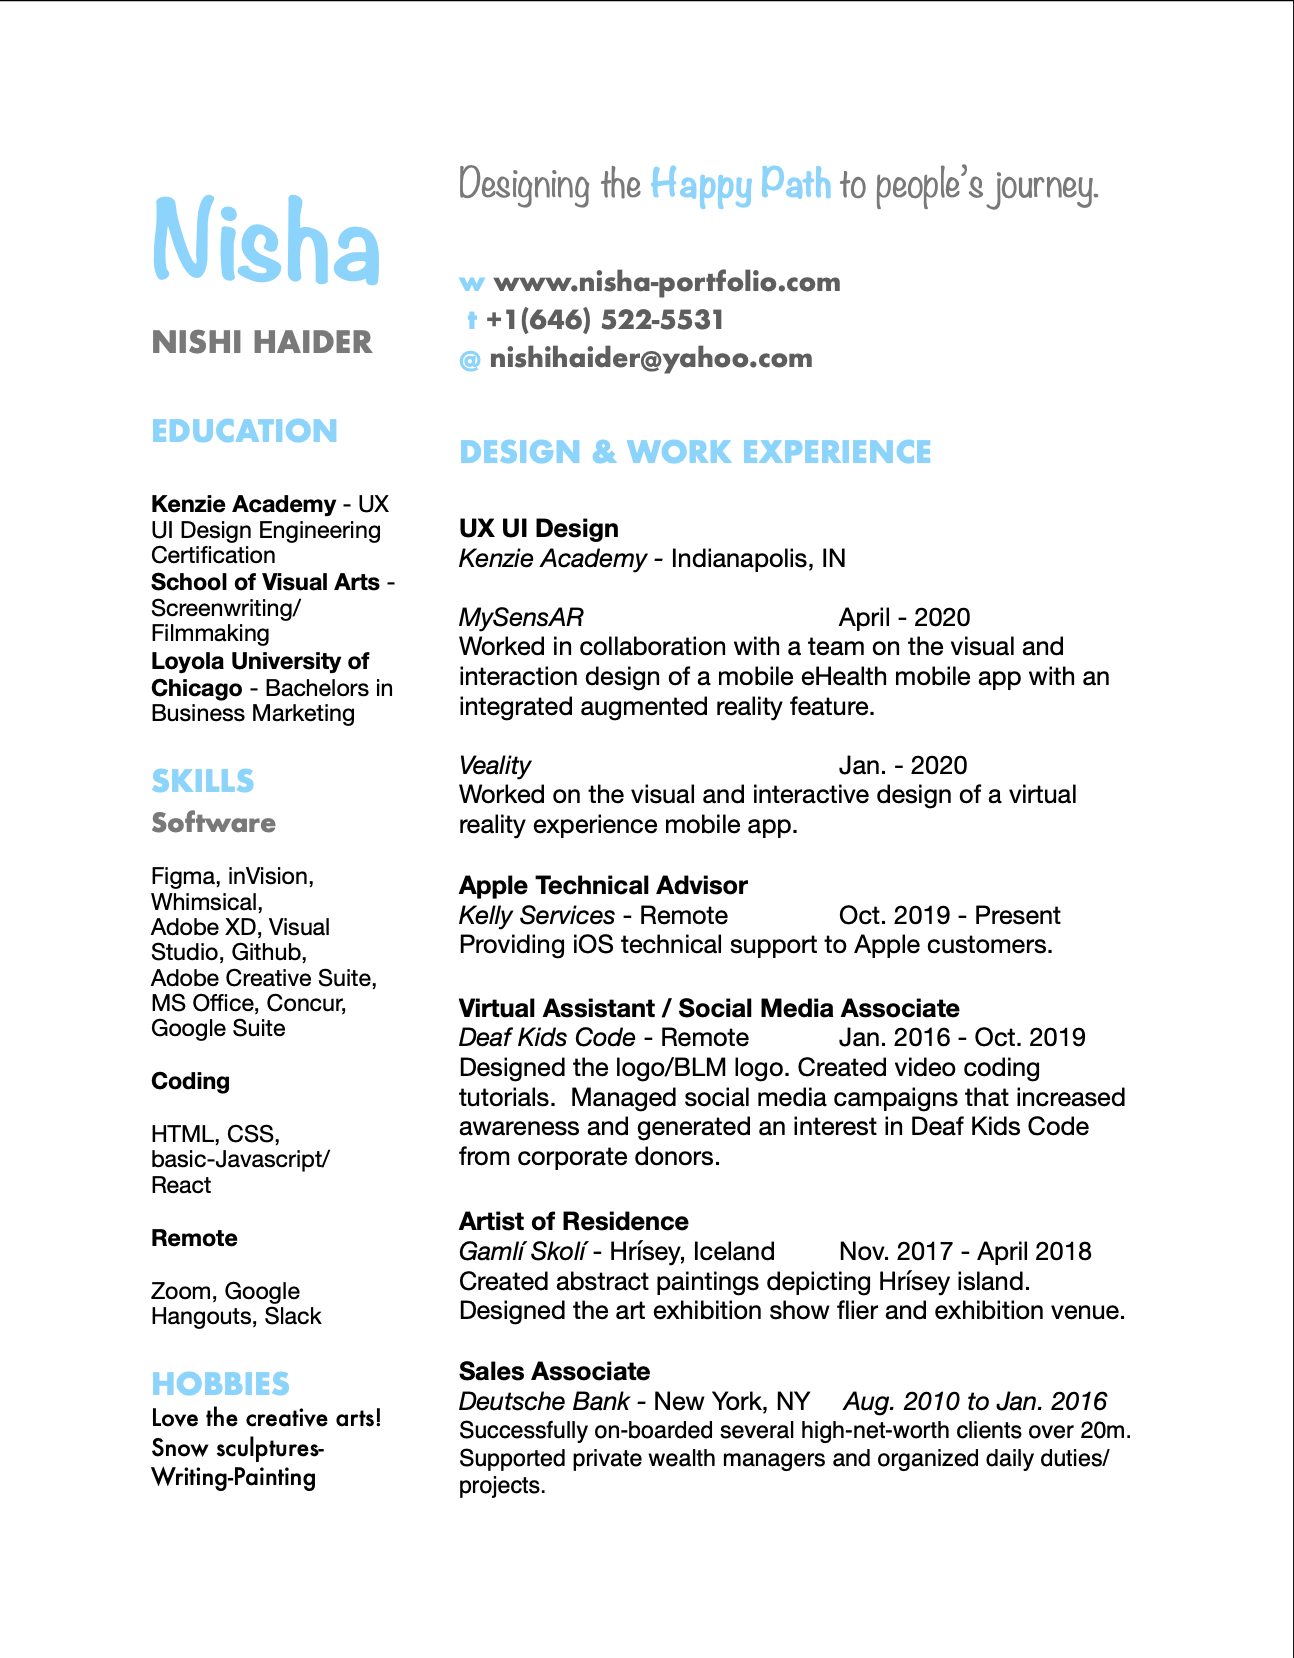 Nisha
NISHI HAIDER
EDUCATION
Kenzie Academy - UX
UI Design Engineering
Certification
School of Visual Arts -
Screenwriting/
Filmmaking
Loyola University of
Chicago - Bachelors in
Business Marketing
SKILLS
Software
Figma, inVision,
Whimsical,
Adobe XD, Visual
Studio, Github,
Adobe Creative Suite,
MS Office, Concur,
Google Suite
Coding
HTML, CSS,
basic-Javascript/
React
Remote
Zoom, Google
Hangouts, Slack
HOBBIES
Love the creative arts!
Snow sculptures-
Writing-Painting
Designing the Happy Path to people's journey.
w www.nisha-portfolio.com
t +1(646) 522-5531
@ nishihaider@yahoo.com
DESIGN & WORK EXPERIENCE
UX UI Design
Kenzie Academy - Indianapolis, IN
MySensAR April - 2020
Worked in collaboration with a team on the visual and
interaction design of a mobile eHealth mobile app with an
integrated augmented reality feature.
Veality Jan. - 2020
Worked on the visual and interactive design of a virtual
reality experience mobile app.
Apple Technical Advisor
Kelly Services - Remote Oct. 2019 - Present
Providing iOS technical support to Apple customers.
Virtual Assistant / Social Media Associate
Deaf Kids Code - Remote Jan. 2016 - Oct. 2019
Designed the logo/BLM logo. Created video coding
tutorials.  Managed social media campaigns that increased
awareness and generated an interest in Deaf Kids Code
from corporate donors.
Artist of Residence
Gamlí Skolí - Hrísey, Iceland Nov. 2017 - April 2018
Created abstract paintings depicting Hrísey island.
Designed the art exhibition show flier and exhibition venue.
Sales Associate
Deutsche Bank - New York, NY Aug. 2010 to Jan. 2016
Successfully on-boarded several high-net-worth clients over 20m.
Supported private wealth managers and organized daily duties/
projects.